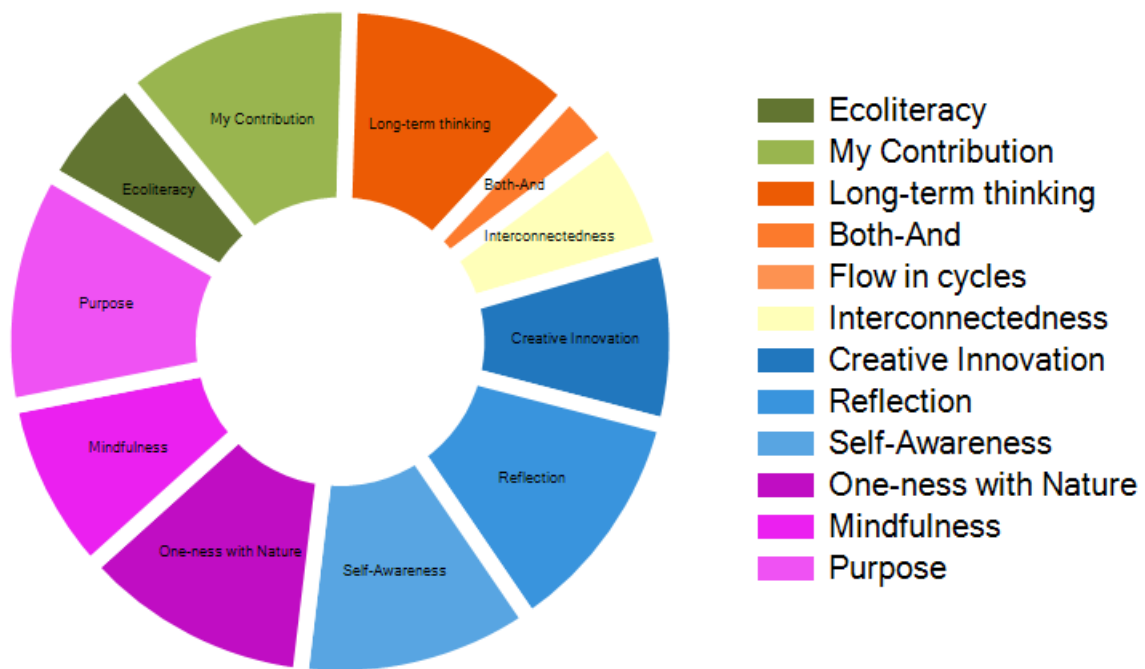 My Contribution
Long-term thinking
Ecoliteracy
Both-And
Interconnectedness
Purpose
Creative Innovation
Mindfulness
Reflection
One-ness with Nature
Self-Awareness
Ecoliteracy
My Contribution
Long-term thinking
Both-And
Flow in cycles
Interconnectedness
Creative Innovation
Reflection
Self-Awareness
One-ness with Nature
Mindfulness
Purpose